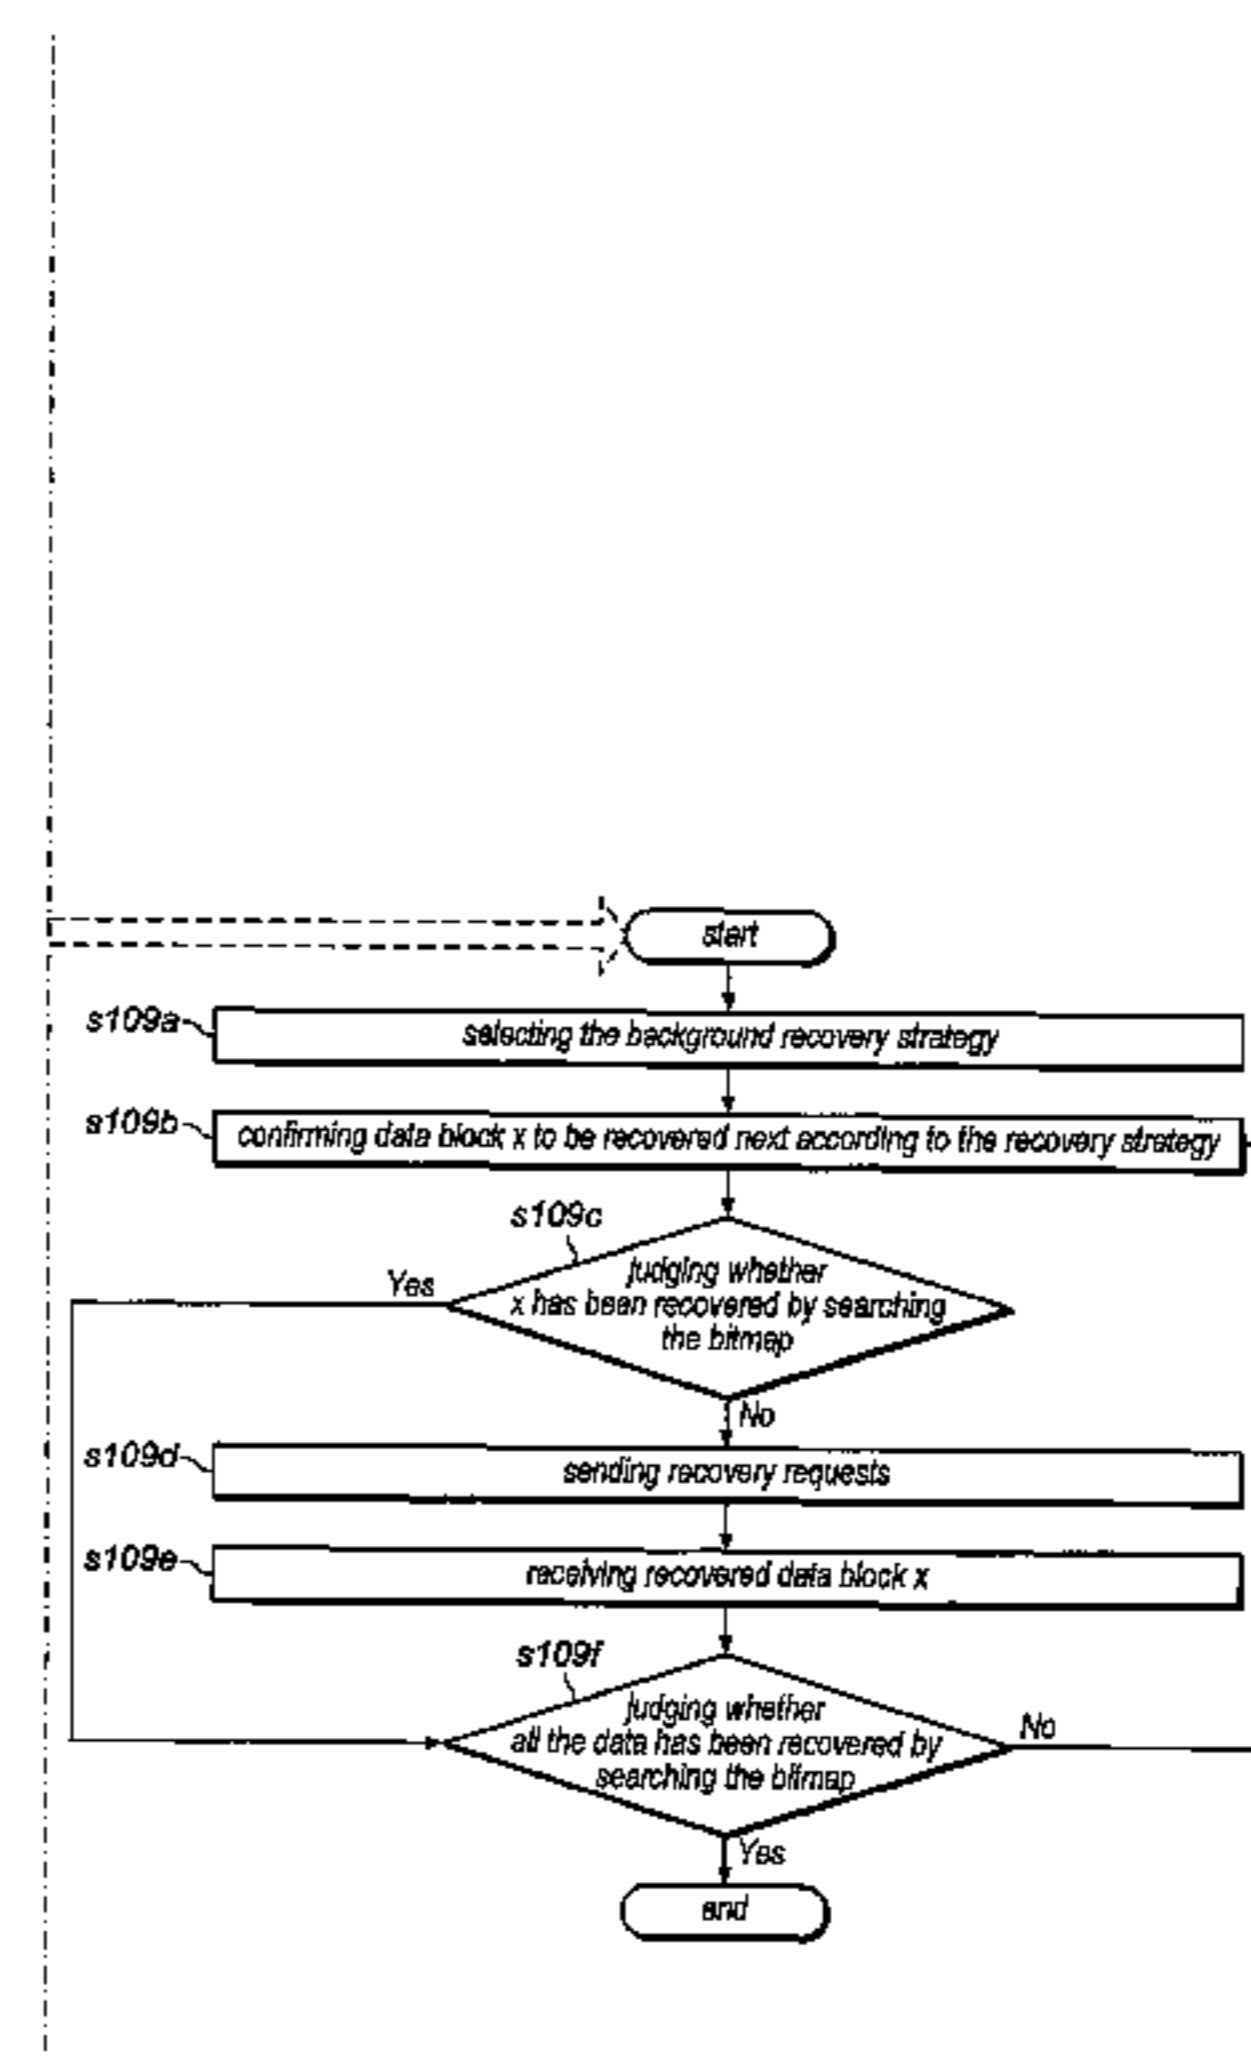 start
s109a
selecting the background recovery strategy
s109b
confirming data block x to be recovered next according to the recovery strategy
s109c
judging whether
x has been recovered by searching
the bitmap
Yes
No
s109d
sending recovery requests
s109e
receiving recovered data block x
s109f
judging whether
all the data has been recovered by
searching the bitmap
No
Yes
end